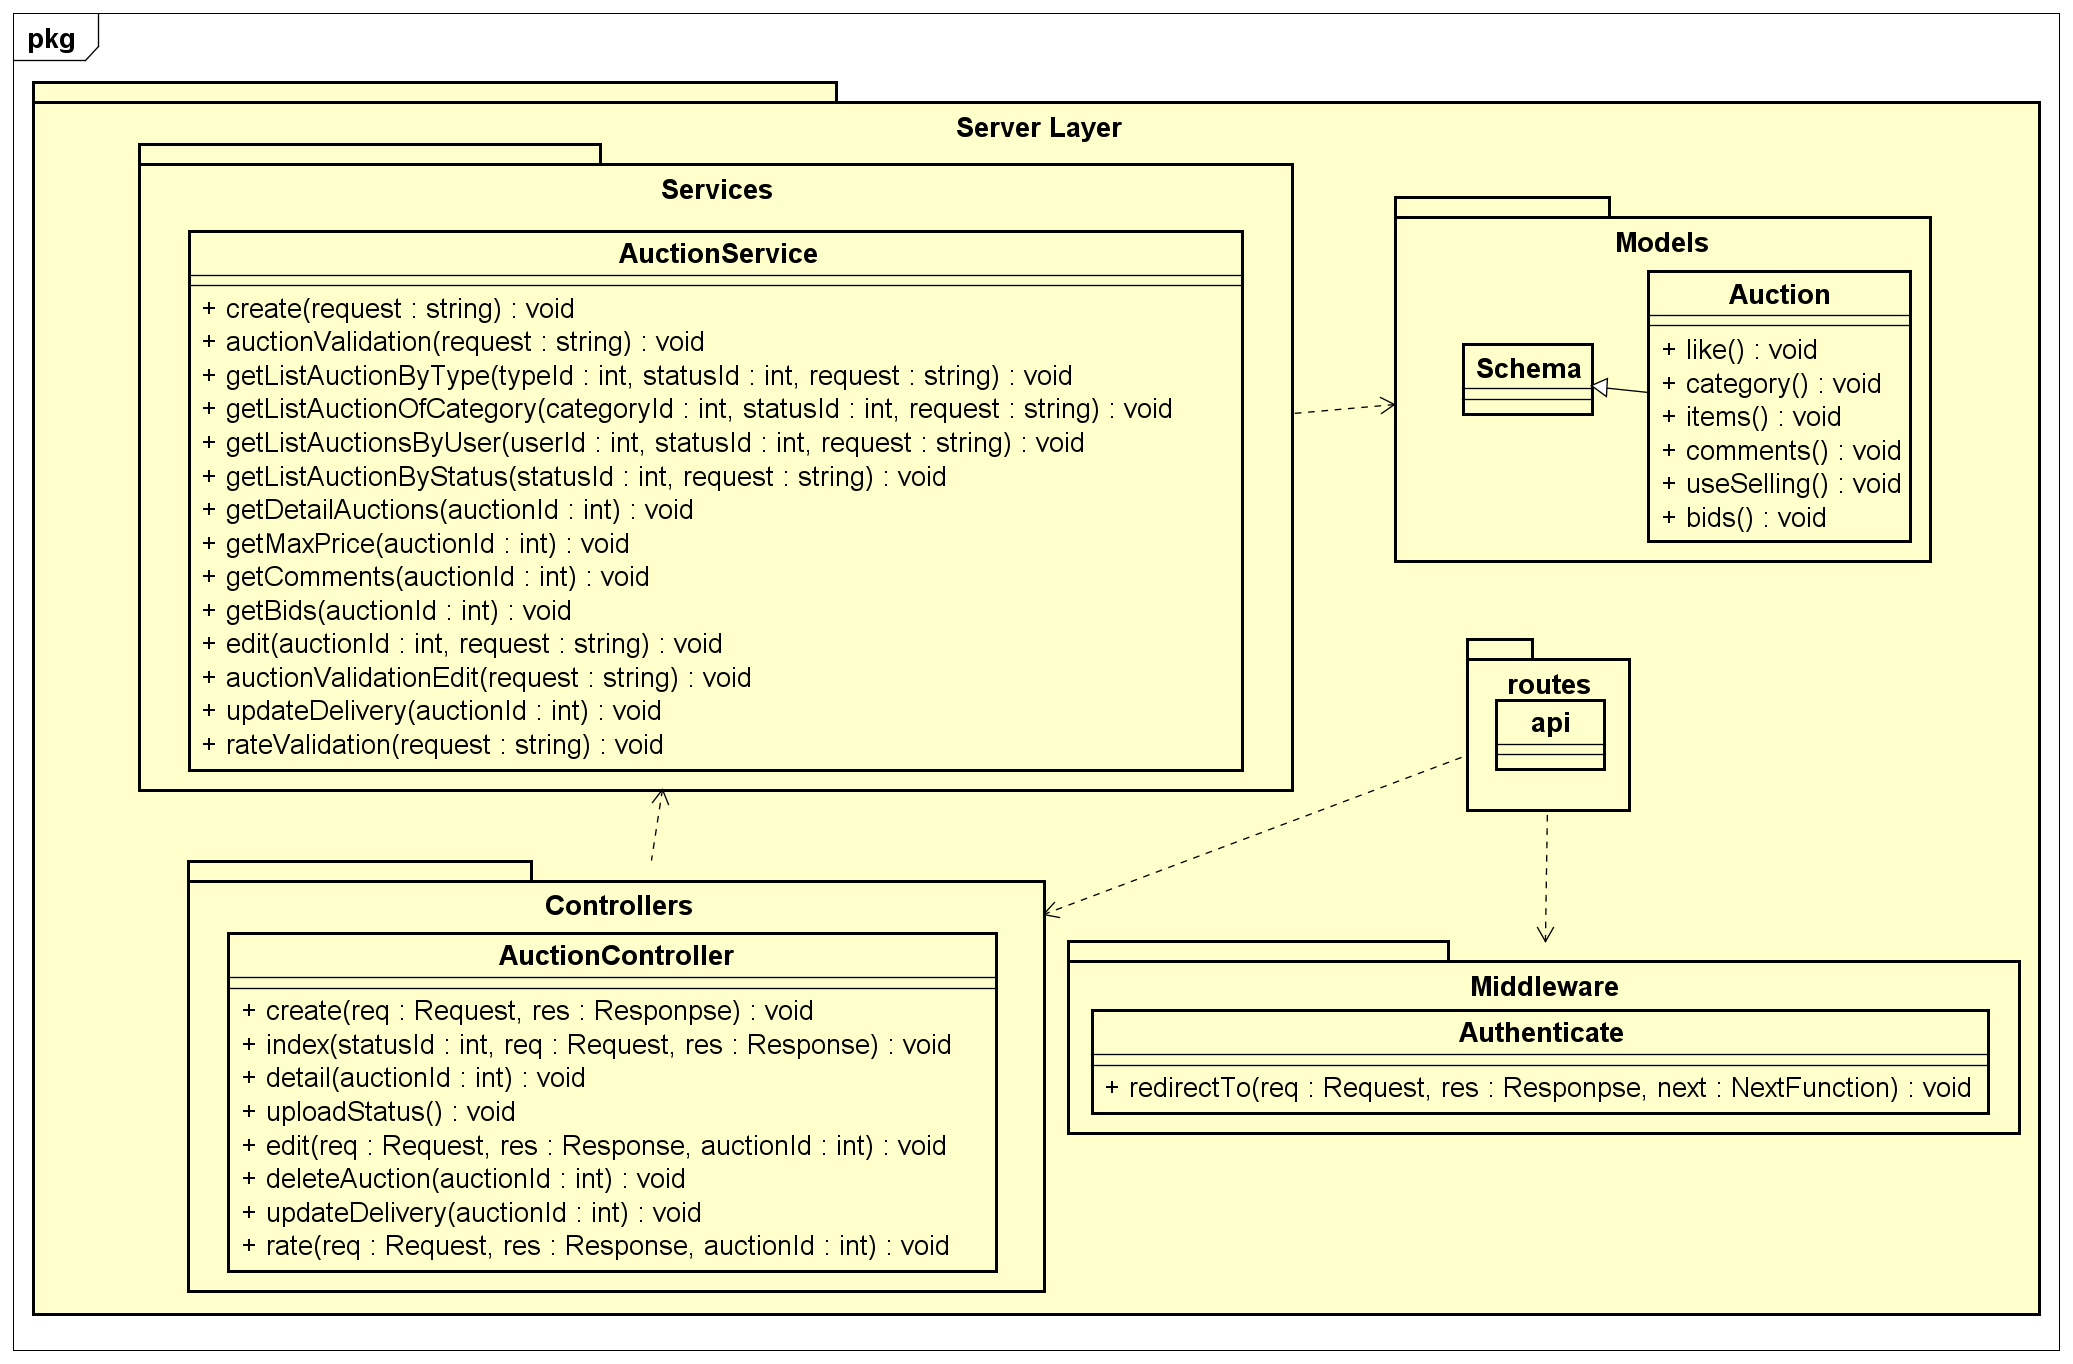 pkg
Server Layer
Services
AuctionService
+ create(request : string) : void
+ auctionValidation(request : string) : void
+ getListAuctionByType(typeId : int, statusId : int, request : string) : void
+ getListAuctionOfCategory(categoryId : int, statusId : int, request : string) : void
+ getListAuctionsByUser(userId : int, statusId : int, request : string) : void
+ getListAuctionByStatus(statusId : int, request : string) : void
+ getDetailAuctions(auctionId : int) : void
+ getMaxPrice(auctionId : int) : void
+ getComments(auctionId : int) : void
+ getBids(auctionId : int) : void
+ edit(auctionId : int, request : string) : void
+ auctionValidationEdit(request : string) : void
+ updateDelivery(auctionId : int) : void
+ rateValidation(request : string) : void
Models
Schema
Auction
+ like() : void
+ category() : void
+ items() : void
+ comments() : void
+ useSelling() : void
+ bids() : void
routes
api
Controllers
AuctionController
+ create(req : Request, res : Responpse) : void
+ index(statusId : int, req : Request, res : Response) : void
+ detail(auctionId : int) : void
+ uploadStatus() : void
+ edit(req : Request, res : Response, auctionId : int) : void
+ deleteAuction(auctionId : int) : void
+ updateDelivery(auctionId : int) : void
+ rate(req : Request, res : Response, auctionId : int) : void
Middleware
Authenticate
+ redirectTo(req : Request, res : Responpse, next : NextFunction) : void